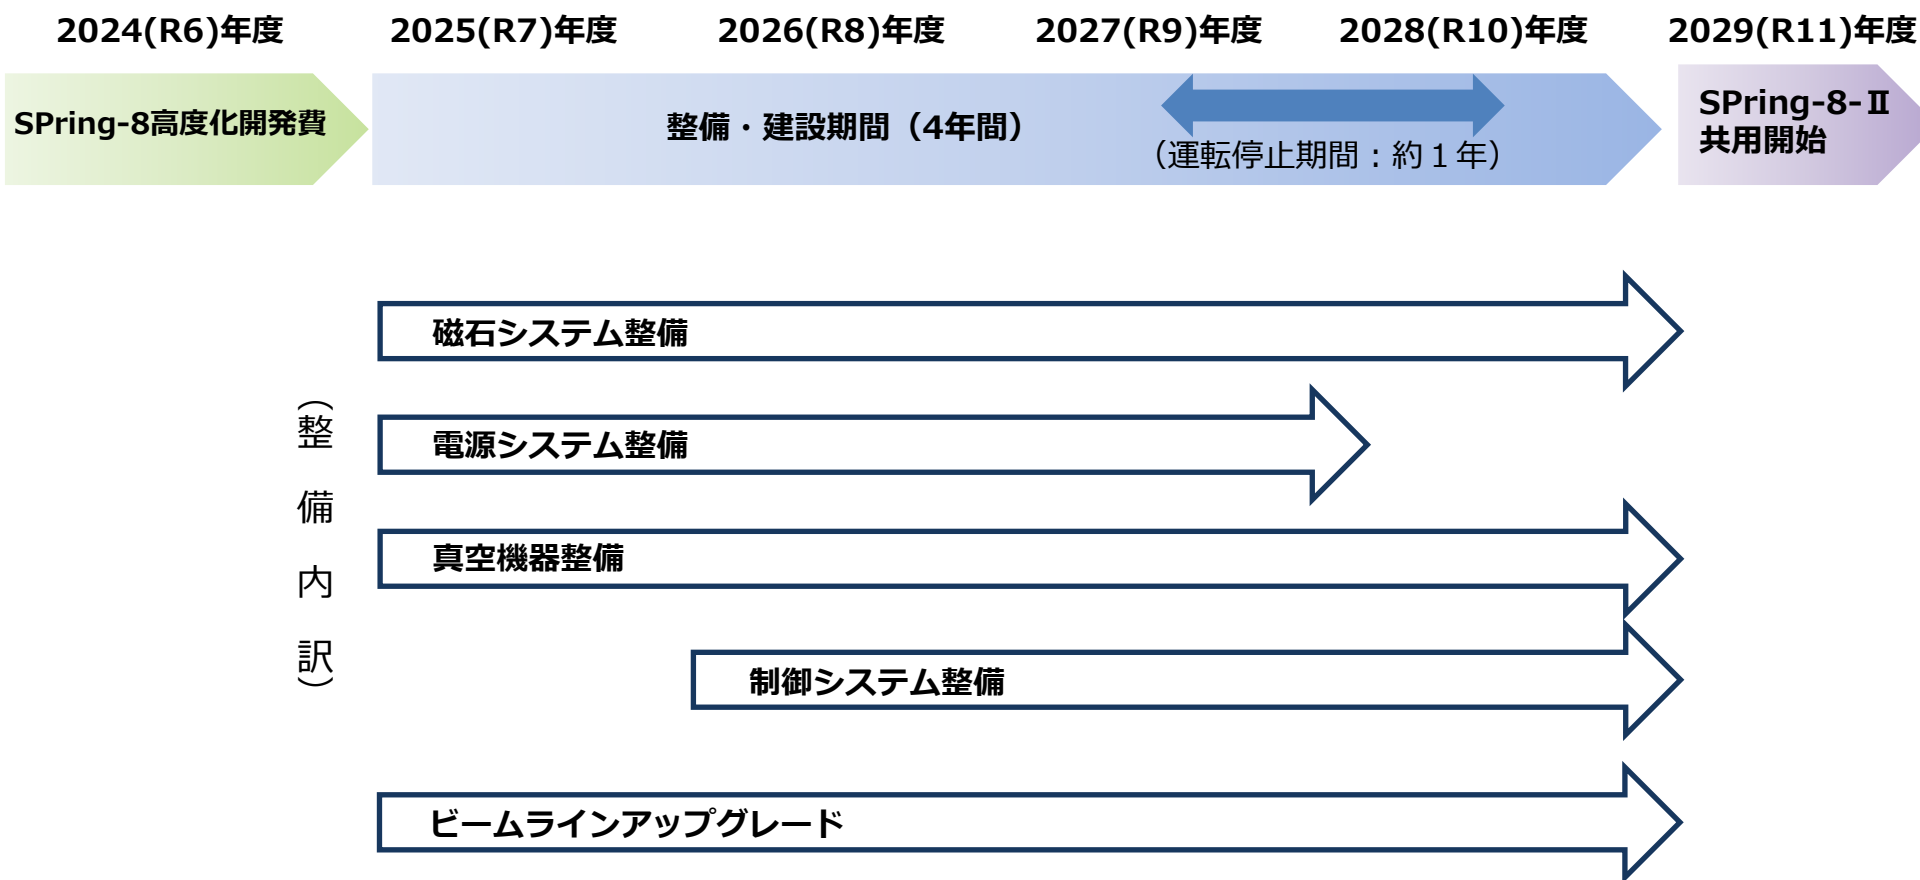 2024(R6)年度
2025(R7)年度
2026(R8)年度
2027(R9)年度
2028(R10)年度
2029(R11)年度
SPring-8高度化開発費
整備・建設期間（4年間）
（運転停止期間：約１年）
SPring-8-Ⅱ
共用開始
（整備内訳）
磁石システム整備
電源システム整備
真空機器整備
制御システム整備
ビームラインアップグレード